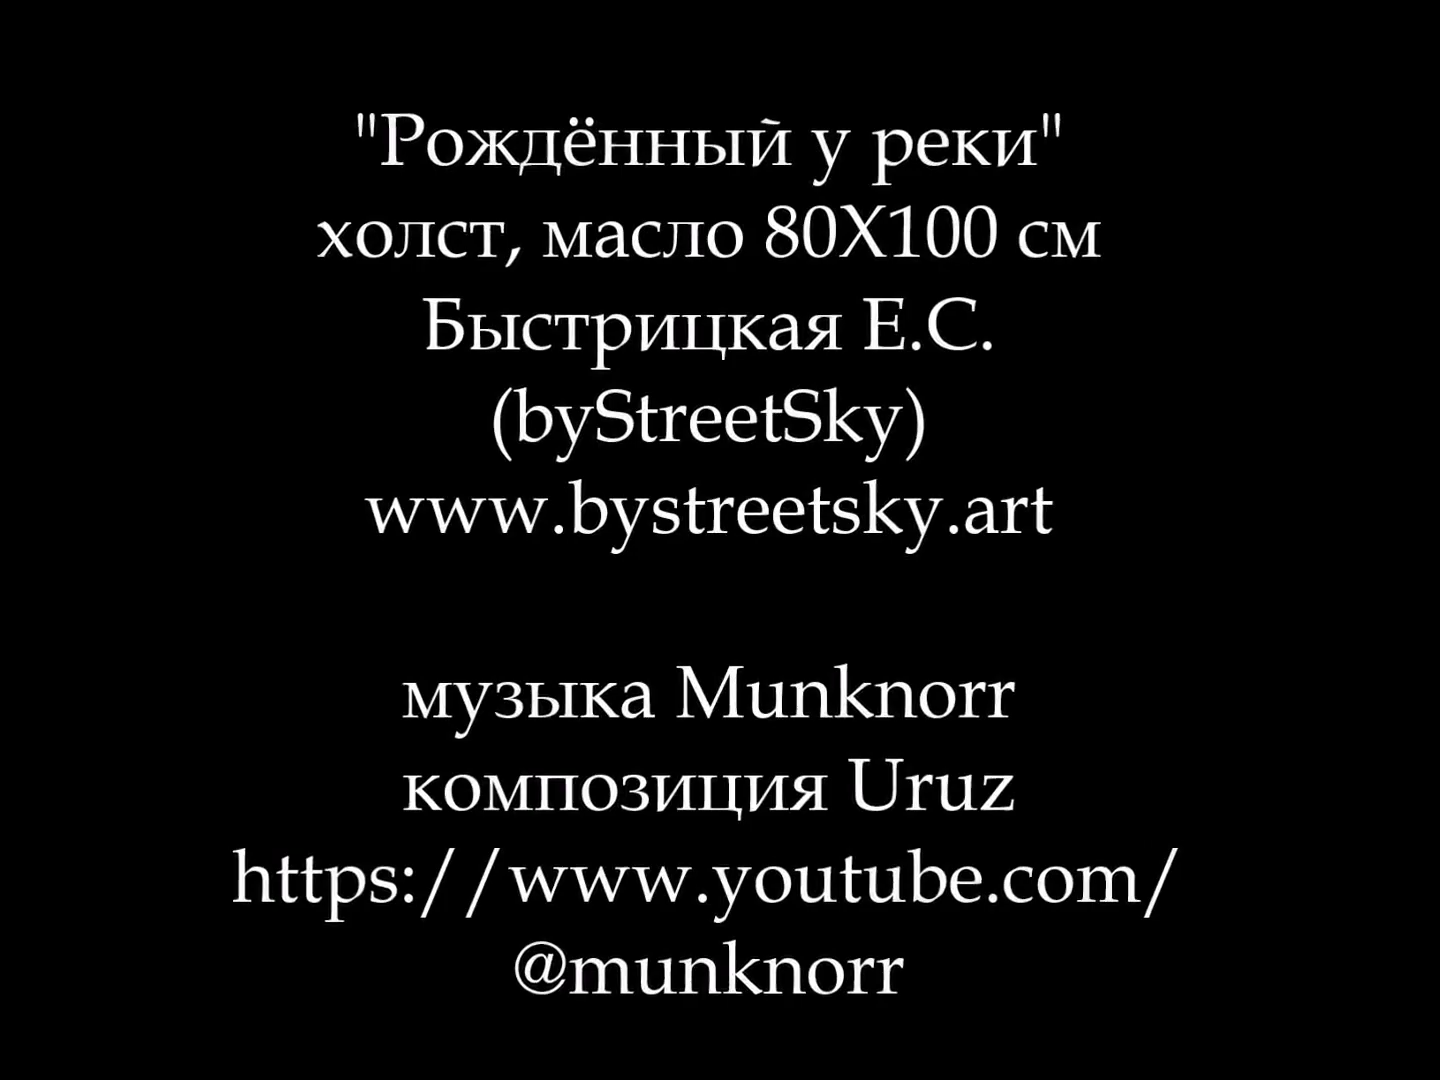 "Рождённый у реки"
холст, масло 80X100 см
Быстрицкая Е.С.
(byStreetSky)
www.bystreetsky.art
музыка Munknorr
композиция Uruz
https://www.youtube.com/
@munknorr